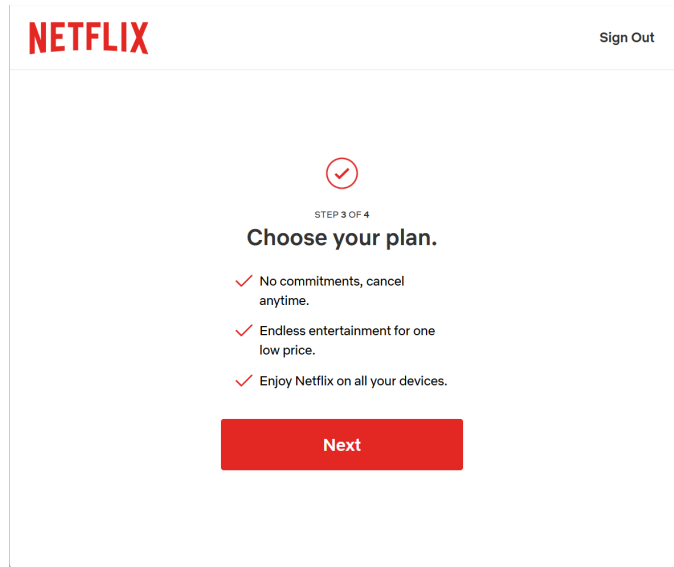 NETFLIX
Sign Out
STEP 3 OF 4
Choose your plan.
No commitments, cancel
anytime.
Endless entertainment for one
low price.
Enjoy Netflix on all your devices.
Next